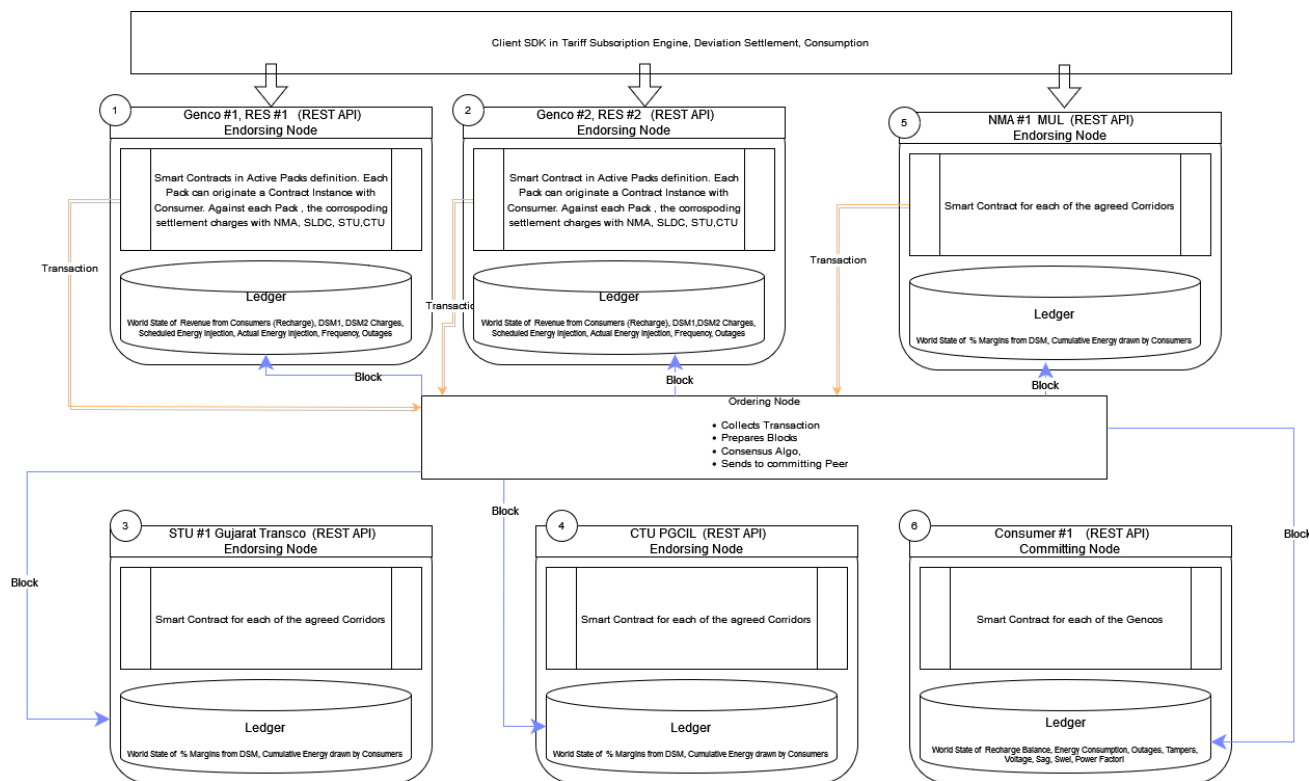 Client SDK in Tariff Subscription Engine, Deviation Settlement, Consumption
1
Genco #1, RES #1 (REST API)
Endorsing Node
Smart Contracts in Active Packs definition. Each
Pack can originate a Contract Instance with
Consumer. Against each Pack , the corrospoding
settlement charges with NMA, SLDC, STU,CTU
Ledger
World State of Revenue from Consumers (Recharge), DSM1, DSM2 Charges,
Scheduled Energy Injection, Actual Energy Injection, Frequency, Outages
2
Genco #2, RES #2 (REST API)
Endorsing Node
Smart Contract in Active Packs definition. Each
Pack can originate a Contract Instance with
Consumer. Against each Pack , the corrospoding
settlement charges with NMA, SLDC, STU,CTU
Ledger
World State of Revenue from Consumers (Recharge), DSM1,DSM2 Charges,
Scheduled Energy Injection, Actual Energy Injection, Frequency, Outages
5
NMA #1 MUL (REST API)
Endorsing Node
Smart Contract for each of the agreed Corridors
Ledger
World State of % Margins from DSM, Cumulative Energy drawn by Consumers
Transaction
Transac
Transaction
Block
Block
Block
Ordering Node
• Collects Transaction
• Prepares Blocks
• Consensus Algo,
• Sends to committing Peer
Block
Block
Block
3
STU #1 Gujarat Transco (REST API)
Endorsing Node
Smart Contract for each of the agreed Corridors
Ledger
World State of % Margins from DSM, Cumulative Energy drawn by Consumers
4
CTU PGCIL (REST API)
Endorsing Node
Smart Contract for each of the agreed Corridors
Ledger
World State of % Margins from DSM, Cumulative Energy drawn by Consumers
6
Consumer #1 (REST API)
Committing Node
Smart Contract for each of the Gencos
Ledger
World State of Recharge Balance, Energy Consumption, Outages, Tampers,
Voltage, Sag, Swel, Power Factorl